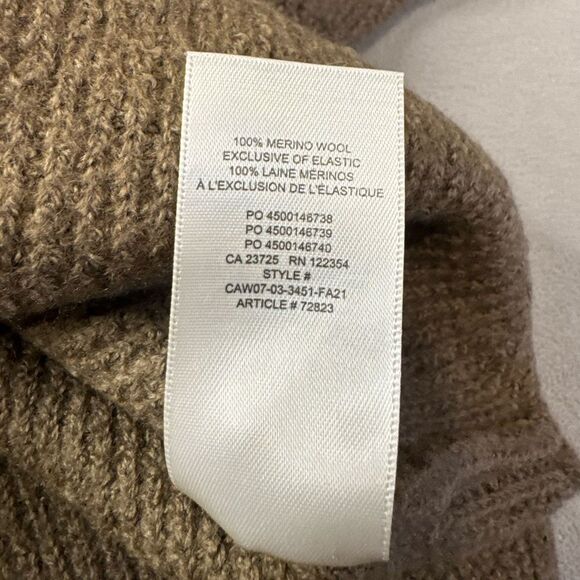 100% MERINO WOOL
EXCLUSIVE OF ELASTIC
100% LAINE MÉRINOS
À L'EXCLUSION DE L'ÉLASTIQUE
PO 4500146738
PO 4500146739
PO 4500146740
CA 23725 RN 122354
STYLE #
CAW07-03-3451-FA21
ARTICLE # 72823